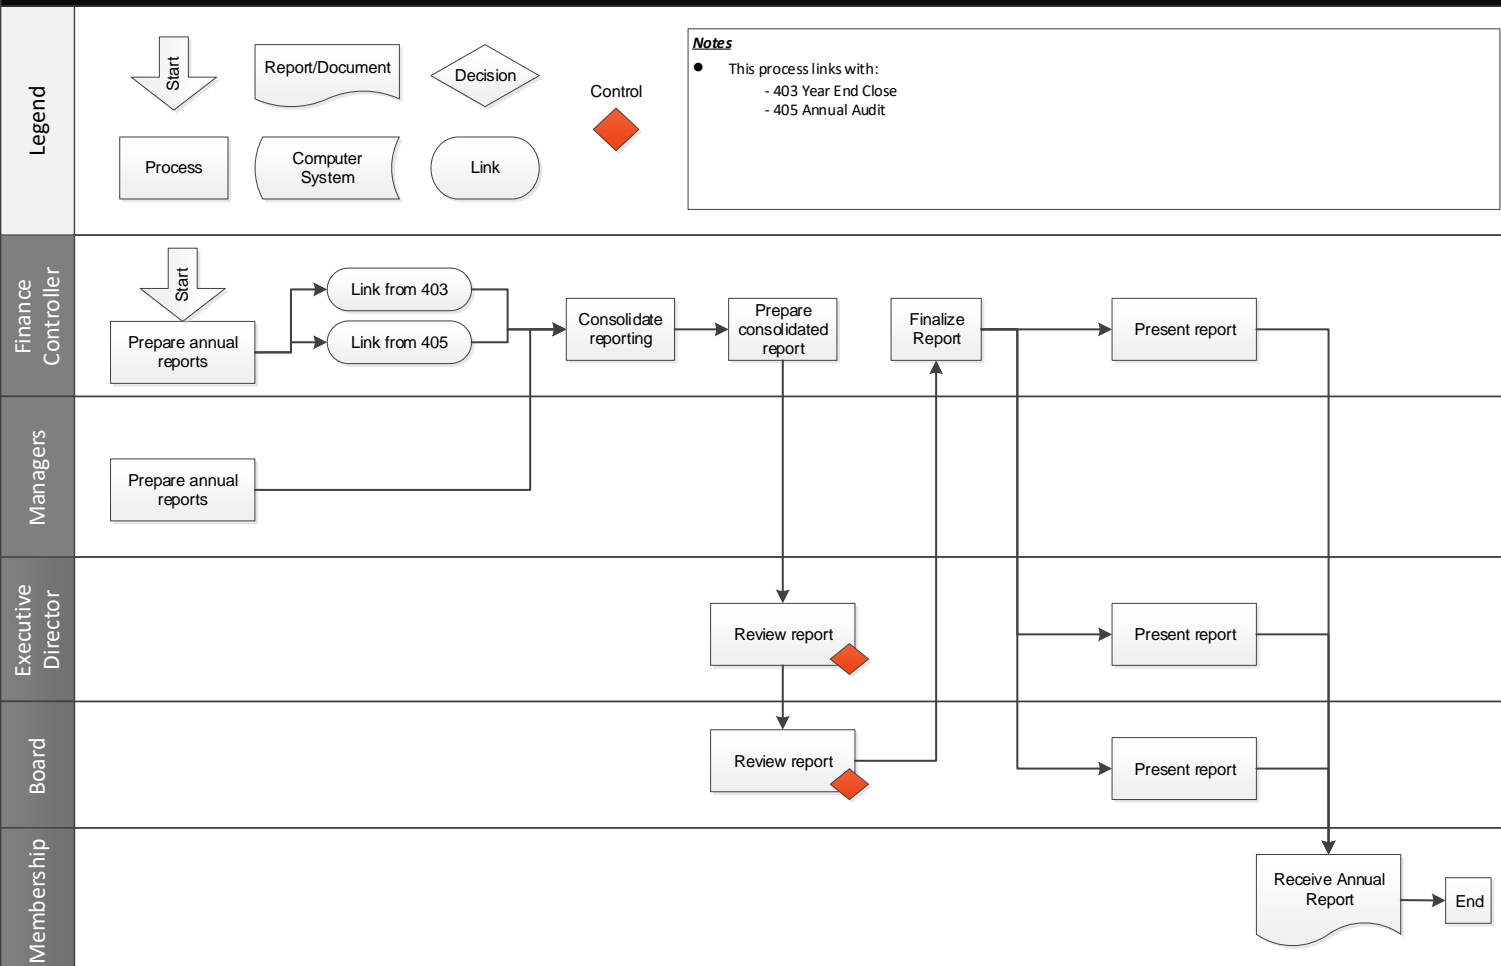 Legend
Start
Report/Document
Decision
Control
Process
Computer
System
Link
Notes
● This process links with:
- 403 Year End Close
- 405 Annual Audit
Finance
Controller
Start
Prepare annual
reports
Link from 403
Link from 405
Consolidate
reporting
Prepare
consolidated
report
Finalize
Report
Present report
Managers
Prepare annual
reports
Executive
Director
Review report
Present report
Board
Review report
Present report
Membership
Receive Annual
Report
End